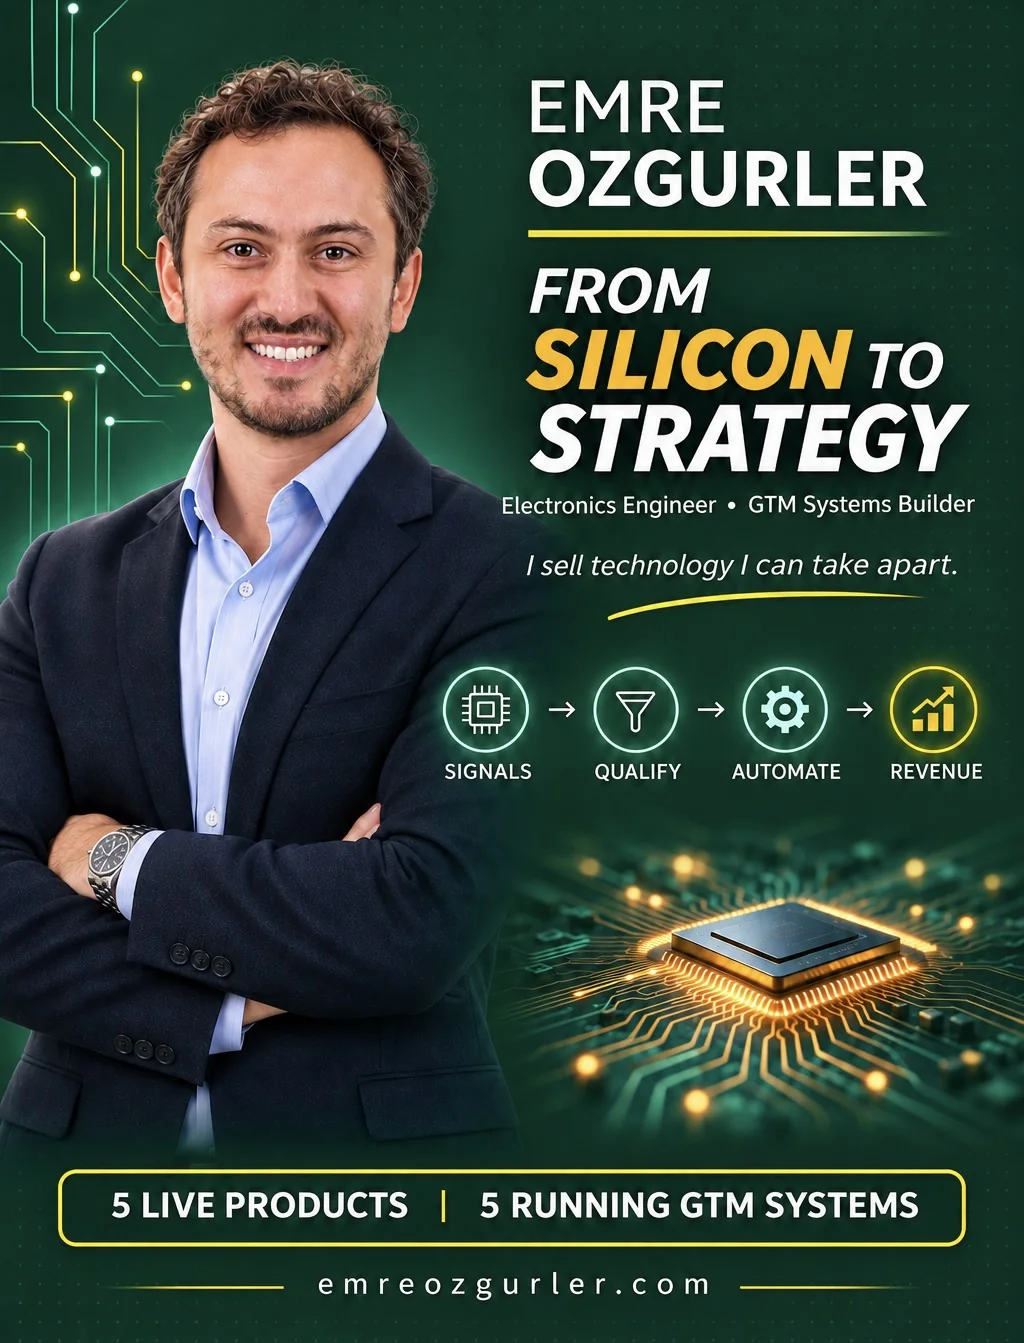 EMRE
OZGURLER
FROM
SILICON TO
STRATEGY
Electronics Engineer • GTM Systems Builder
I sell technology I can take apart.
SIGNALS → QUALIFY → AUTOMATE → REVENUE
5 LIVE PRODUCTS | 5 RUNNING GTM SYSTEMS
emreozgurler.com